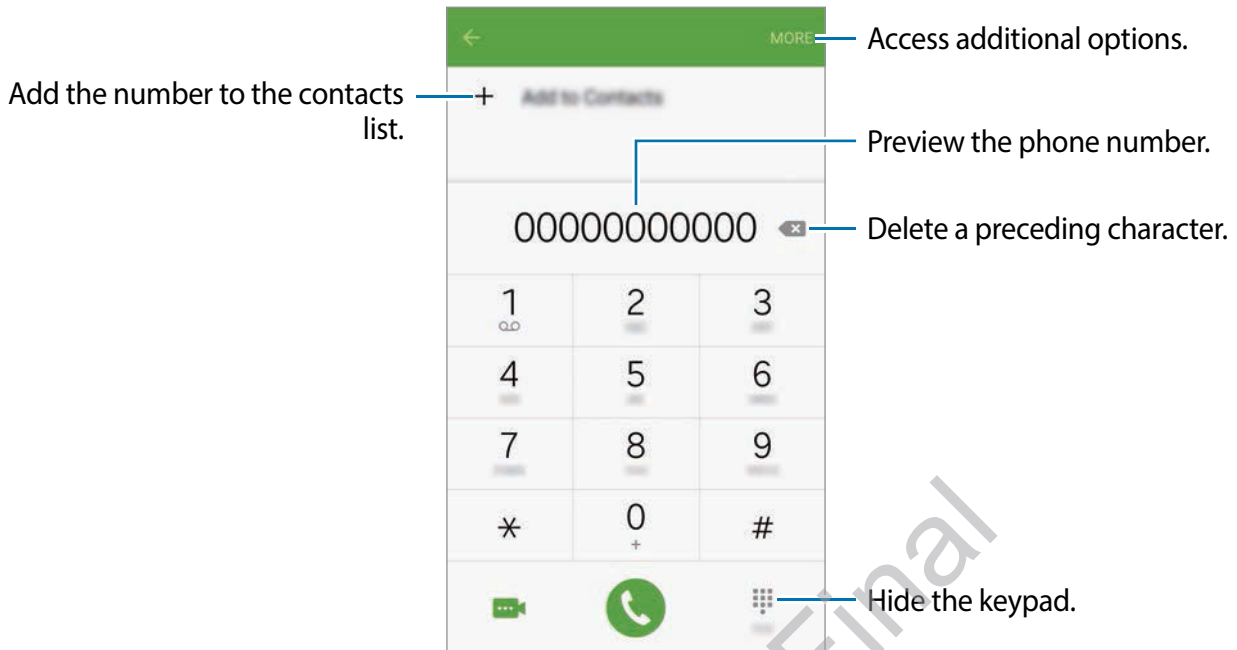 MORE
Access additional options.
Add the number to the contacts
list.
Add to Contacts
Preview the phone number.
00000000000
Delete a preceding character.
1
2
3
4
5
6
7
8
9
*
0
+
#
Hide the keypad.
Final